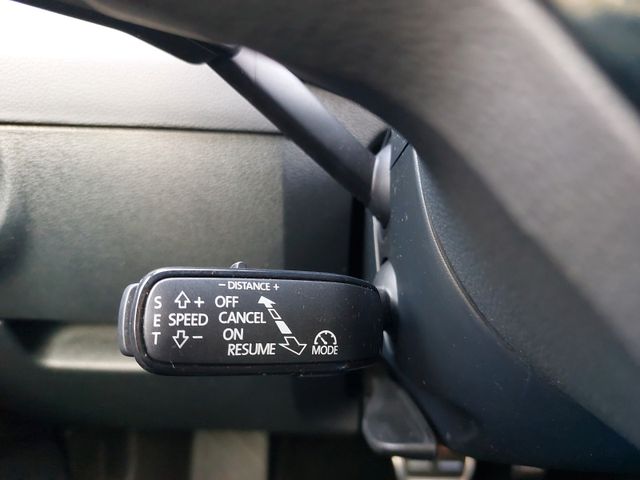 - DISTANCE +
S + OFF
E SPEED CANCEL
T - ON
RESUME MODE